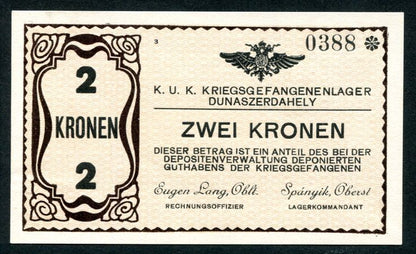 3
0388
2
KRONEN
2
K. U. K. KRIEGSGEFANGENENLAGER
DUNASZERDAHELY
ZWEI KRONEN
DIESER BETRAG IST EIN ANTEIL DES BEI DER
DEPOSITENVERWALTUNG DEPONIERTEN
GUTHABENS DER KRIEGSGEFANGENEN
Eugen Lang, Oblt. Spányik, Oberst
RECHNUNGSOFFIZIER LAGERKOMMANDANT